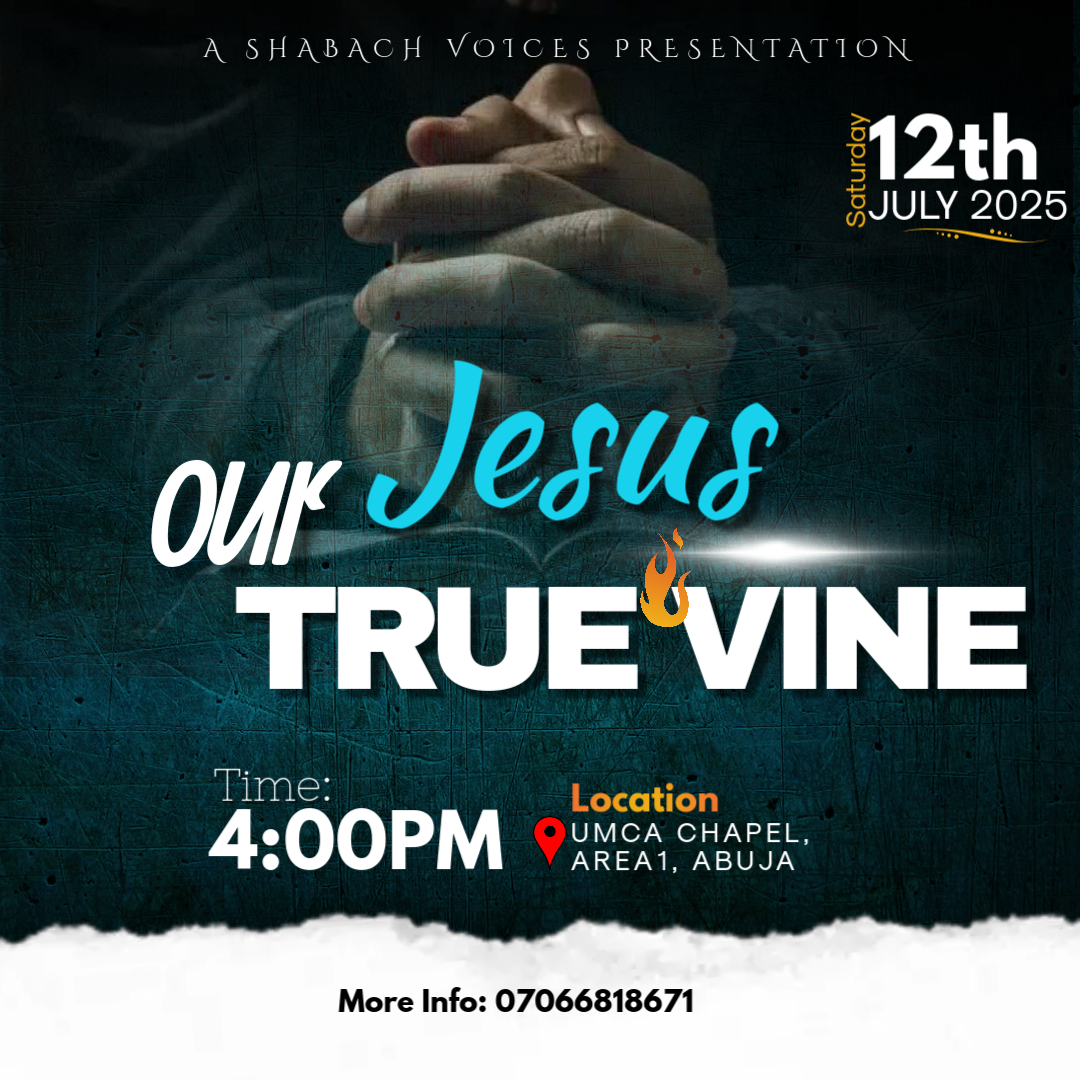 A SHABACH VOICES PRESENTATION
Saturday
12th
JULY 2025
Jesus
OUR
TRUE VINE
Time:
4:00PM
Location
UMCA CHAPEL,
AREA1, ABUJA
More Info: 07066818671